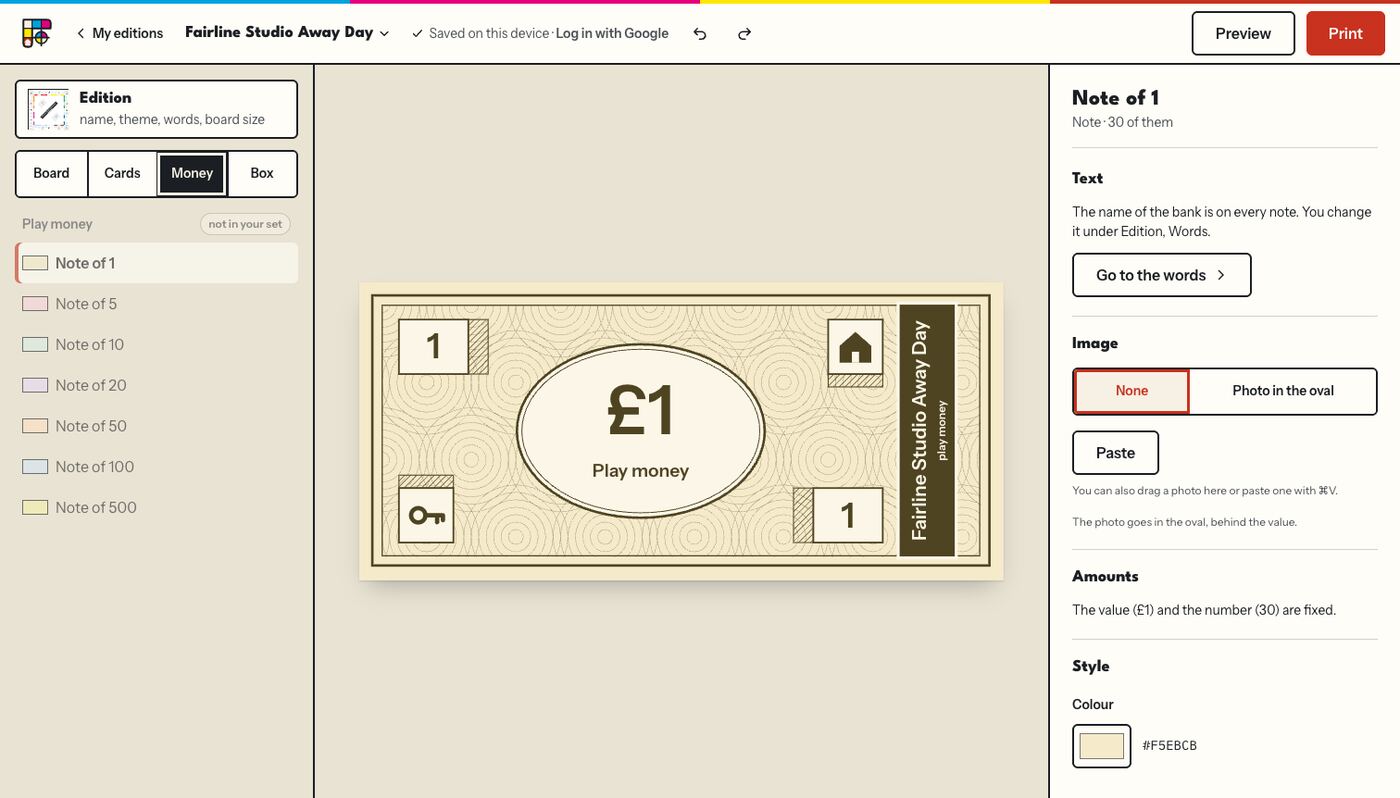 My editions
Fairline Studio Away Day
Saved on this device · Log in with Google
Preview
Print
Edition
name, theme, words, board size
Board
Cards
Money
Box
Play money
not in your set
Note of 1
Note of 5
Note of 10
Note of 20
Note of 50
Note of 100
Note of 500
1
£1
Play money
1
Fairline Studio Away Day
play money
Note of 1
Note · 30 of them
Text
The name of the bank is on every note. You change
it under Edition, Words.
Go to the words
Image
None
Photo in the oval
Paste
You can also drag a photo here or paste one with ⌘V.
The photo goes in the oval, behind the value.
Amounts
The value (£1) and the number (30) are fixed.
Style
Colour
#F5EBCB